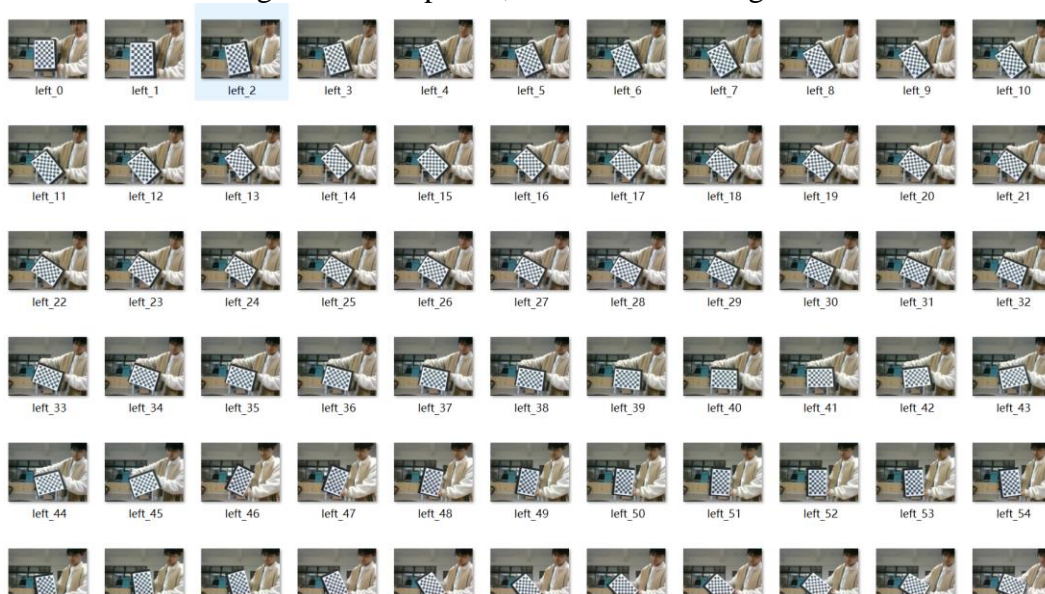 left_0 left_1 left_2 left_3 left_4 left_5 left_6 left_7 left_8 left_9 left_10
left_11 left_12 left_13 left_14 left_15 left_16 left_17 left_18 left_19 left_20 left_21
left_22 left_23 left_24 left_25 left_26 left_27 left_28 left_29 left_30 left_31 left_32
left_33 left_34 left_35 left_36 left_37 left_38 left_39 left_40 left_41 left_42 left_43
left_44 left_45 left_46 left_47 left_48 left_49 left_50 left_51 left_52 left_53 left_54